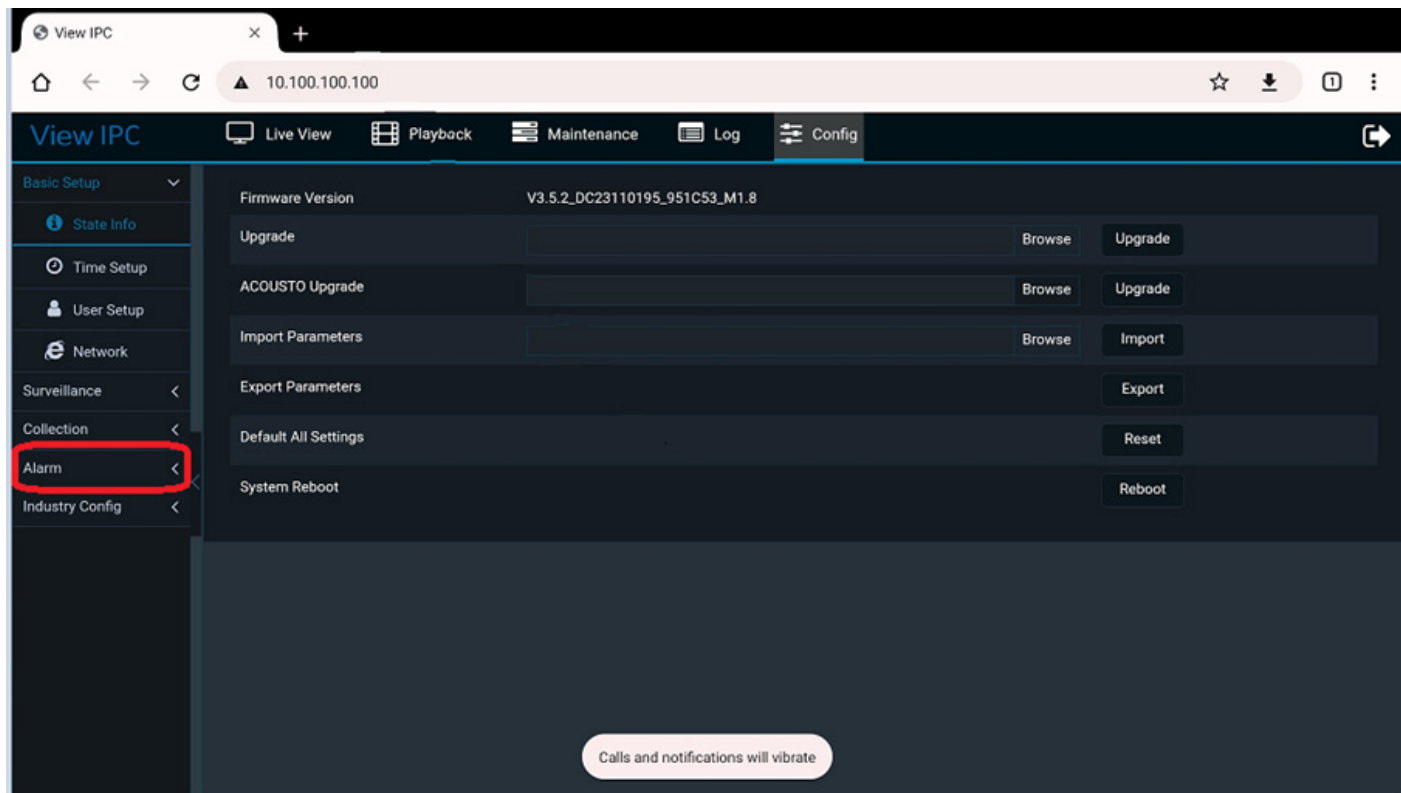 View IPC
10.100.100.100
1
View IPC Live View Playback Maintenance Log Config
Basic Setup
State Info
Time Setup
User Setup
Network
Surveillance
Collection
Alarm
Industry Config
Firmware Version V3.5.2_DC23110195_951C53_M1.8
Upgrade Browse Upgrade
ACOUSTO Upgrade Browse Upgrade
Import Parameters Browse Import
Export Parameters Export
Default All Settings Reset
System Reboot Reboot
Calls and notifications will vibrate